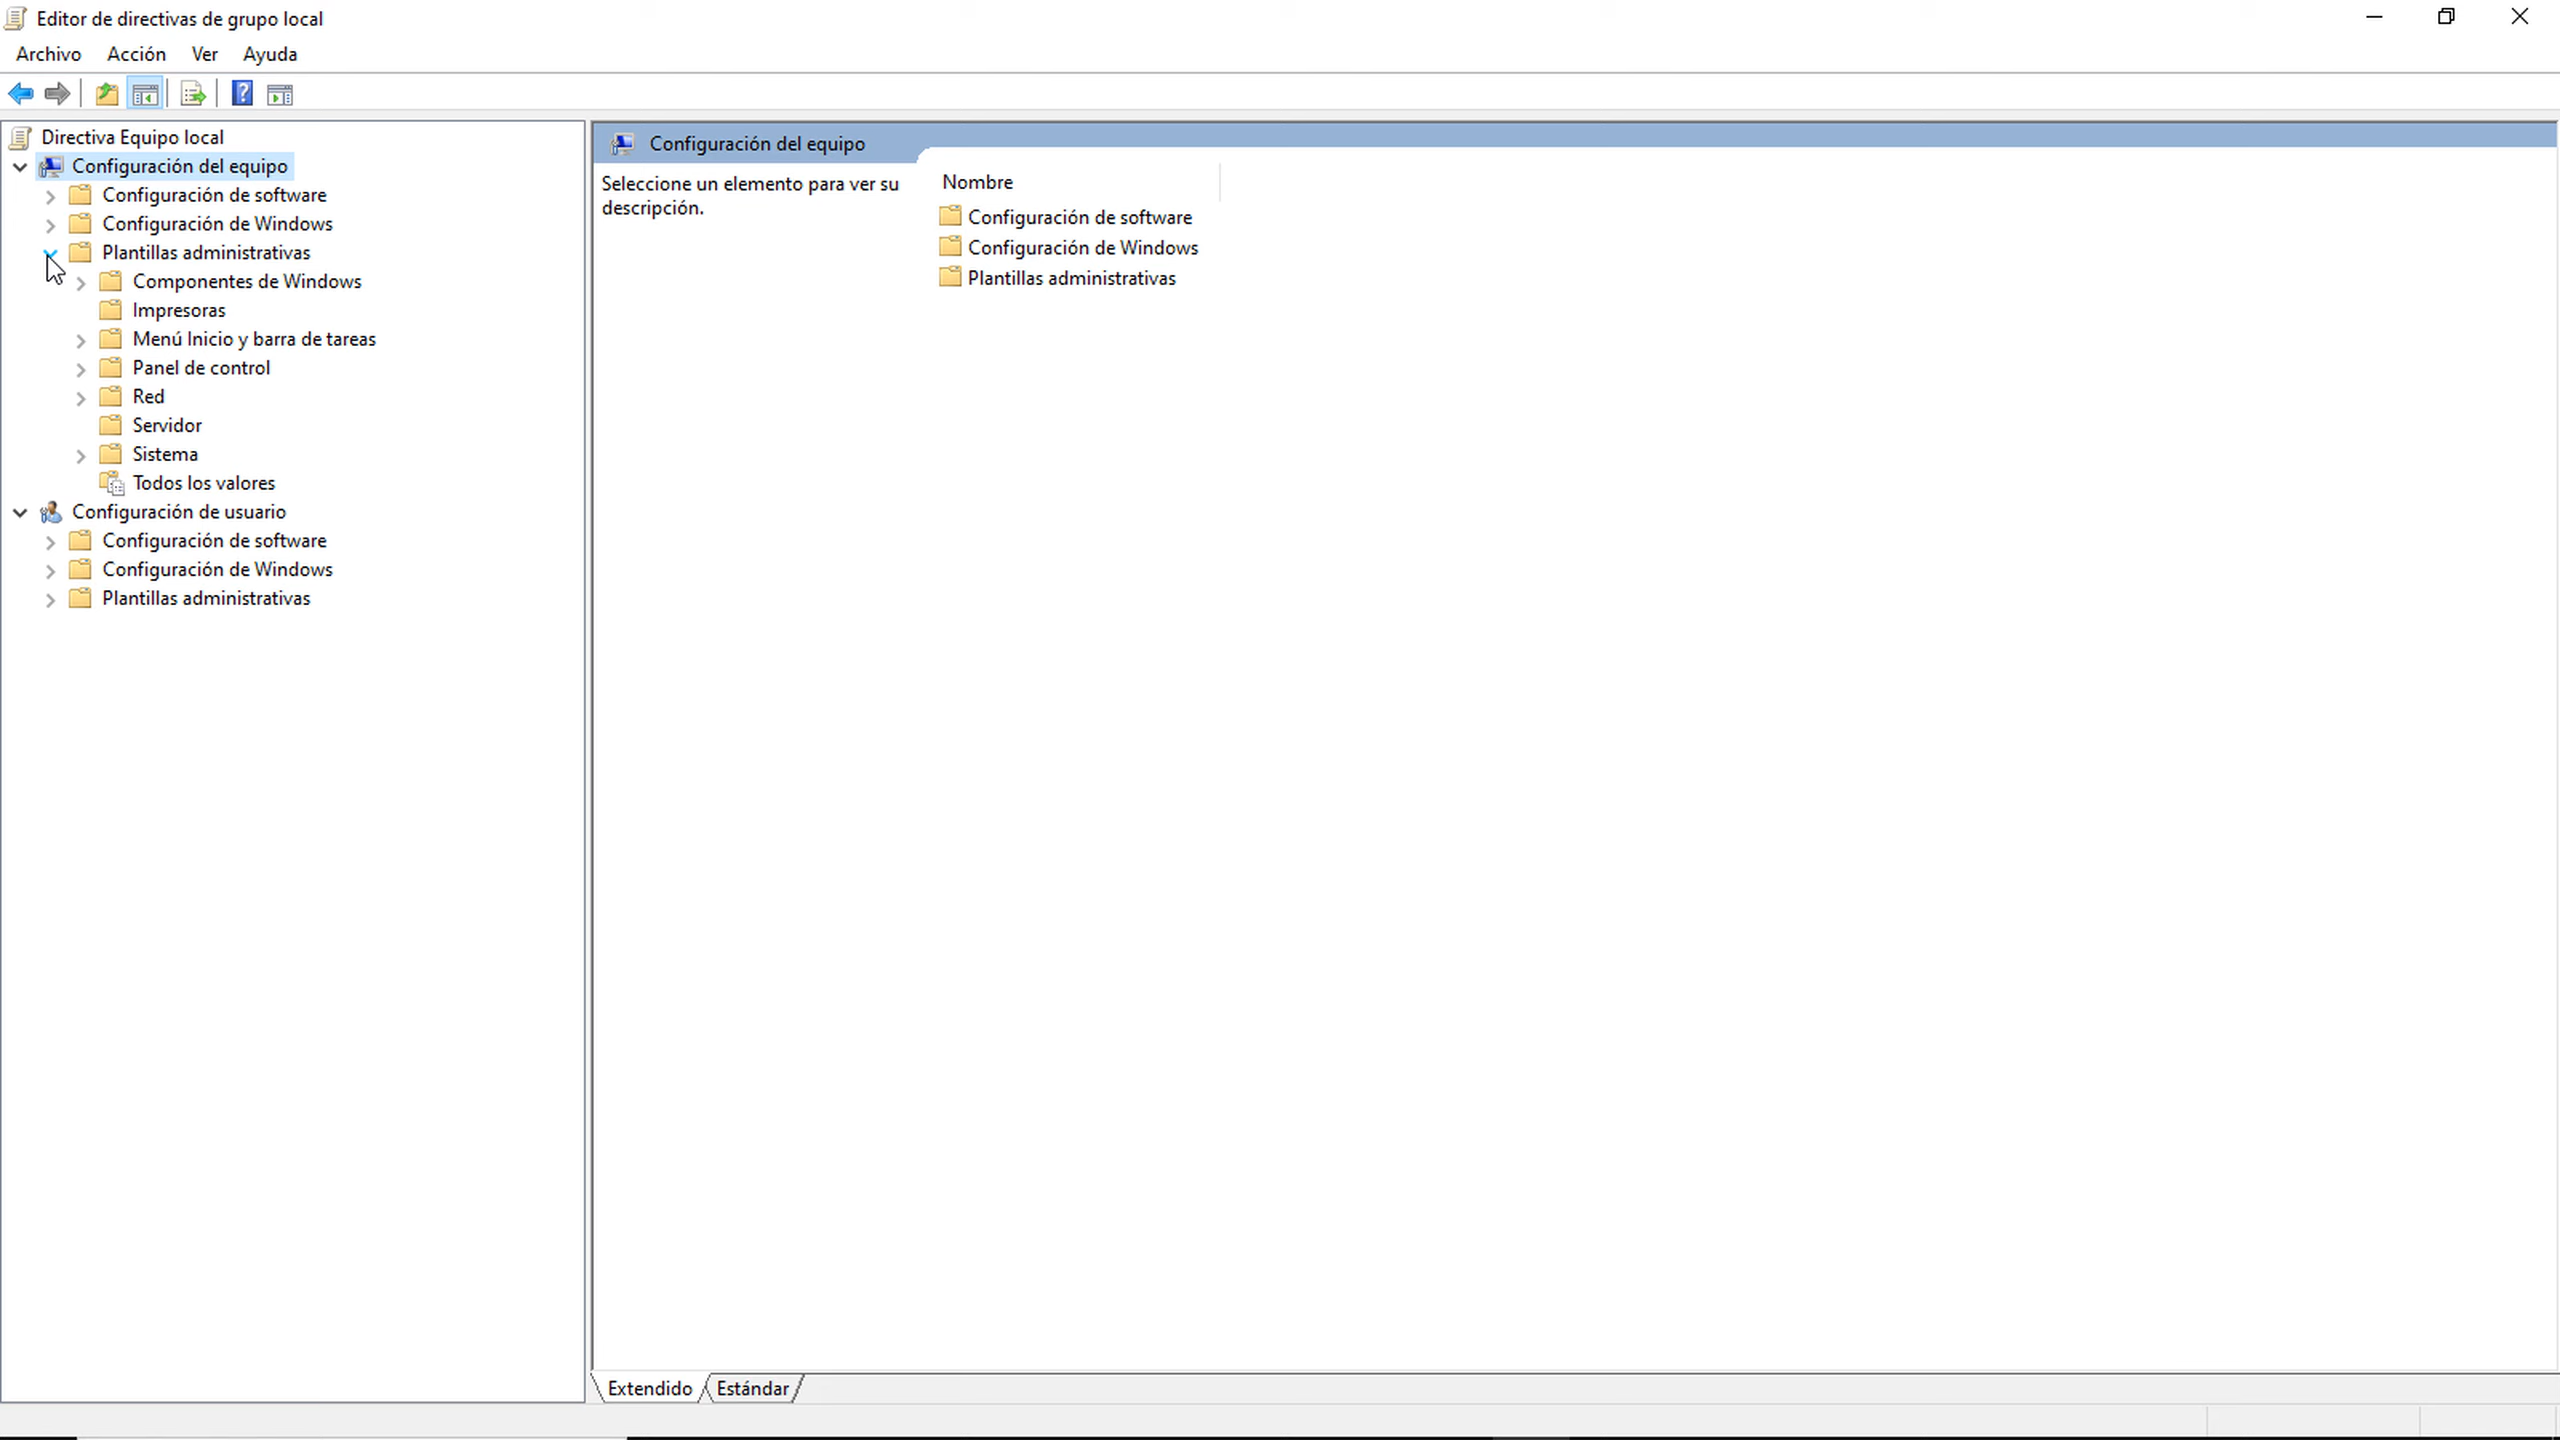 Editor de directivas de grupo local
Archivo Acción Ver Ayuda
Directiva Equipo local
Configuración del equipo
Configuración de software
Configuración de Windows
Plantillas administrativas
Componentes de Windows
Impresoras
Menú Inicio y barra de tareas
Panel de control
Red
Servidor
Sistema
Todos los valores
Configuración de usuario
Configuración de software
Configuración de Windows
Plantillas administrativas
Configuración del equipo
Seleccione un elemento para ver su
descripción.
Nombre
Configuración de software
Configuración de Windows
Plantillas administrativas
Extendido Estándar